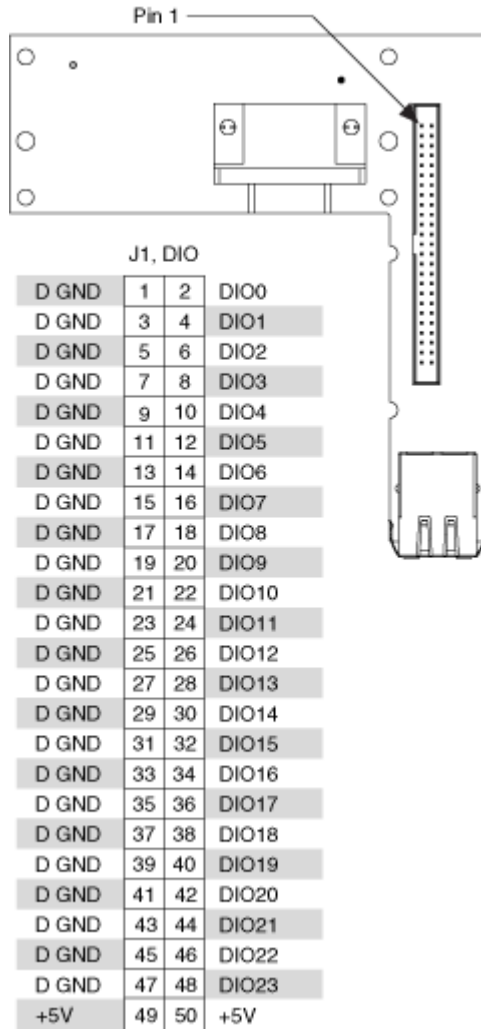 Pin 1
J1, DIO
D GND 1 2 DIO0
D GND 3 4 DIO1
D GND 5 6 DIO2
D GND 7 8 DIO3
D GND 9 10 DIO4
D GND 11 12 DIO5
D GND 13 14 DIO6
D GND 15 16 DIO7
D GND 17 18 DIO8
D GND 19 20 DIO9
D GND 21 22 DIO10
D GND 23 24 DIO11
D GND 25 26 DIO12
D GND 27 28 DIO13
D GND 29 30 DIO14
D GND 31 32 DIO15
D GND 33 34 DIO16
D GND 35 36 DIO17
D GND 37 38 DIO18
D GND 39 40 DIO19
D GND 41 42 DIO20
D GND 43 44 DIO21
D GND 45 46 DIO22
D GND 47 48 DIO23
+5V 49 50 +5V